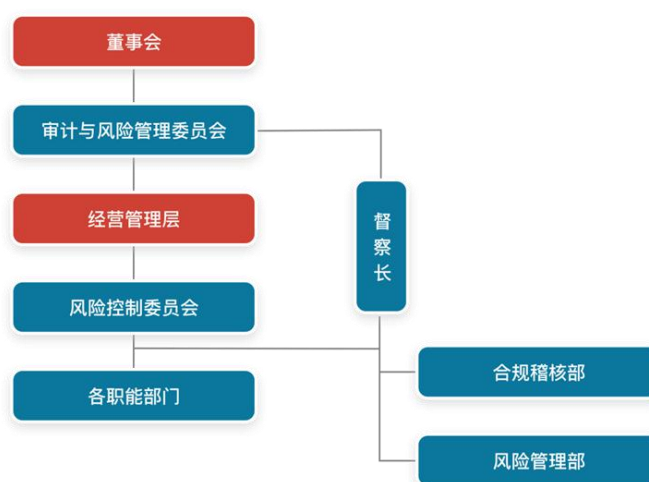 董事会
审计与风险管理委员会
经营管理层
督察长
风险控制委员会
合规稽核部
各职能部门
风险管理部